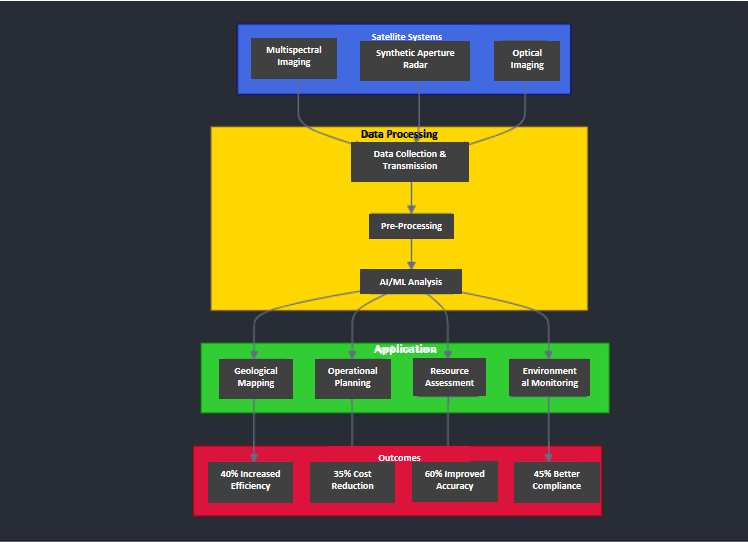 Satellite Systems
Multispectral
Imaging
Synthetic Aperture
Radar
Optical
Imaging
Data Processing
Data Collection &
Transmission
Pre-Processing
AI/ML Analysis
Application
Geological
Mapping
Operational
Planning
Resource
Assessment
Environment
al Monitoring
Outcomes
40% Increased
Efficiency
35% Cost
Reduction
60% Improved
Accuracy
45% Better
Compliance